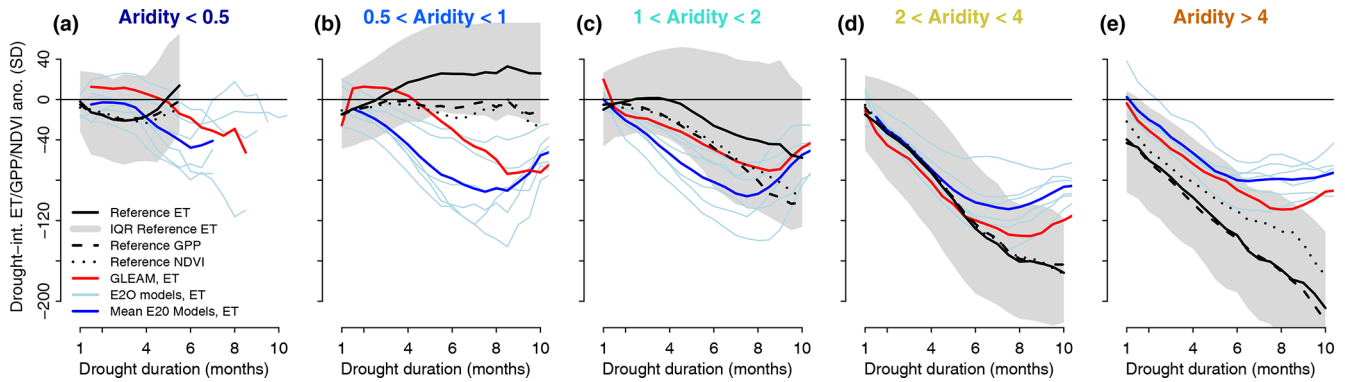 (a) Aridity < 0.5
(b) 0.5 < Aridity < 1
(c) 1 < Aridity < 2
(d) 2 < Aridity < 4
(e) Aridity > 4
Drought−int. ET/GPP/NDVI ano. (SD)
40
0
−40
−120
−200
Reference ET
IQR Reference ET
Reference GPP
Reference NDVI
GLEAM, ET
E2O models, ET
Mean E20 Models, ET
1 4 6 8 10
1 4 6 8 10
1 4 6 8 10
1 4 6 8 10
1 4 6 8 10
Drought duration (months)
Drought duration (months)
Drought duration (months)
Drought duration (months)
Drought duration (months)